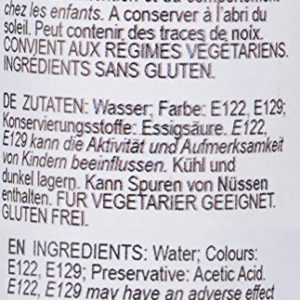 chez les enfants. A conserver à l'abri du
soleil. Peut contenir des traces de noix.
CONVIENT AUX RÉGIMES VÉGÉTARIENS.
INGRÉDIENTS SANS GLUTEN.
DE ZUTATEN: Wasser; Farbe: E122, E129;
Konservierungsstoffe: Essigsäure. E122,
E129 kann die Aktivität und Aufmerksamkeit
von Kindern beeinflussen. Kühl und
dunkel lagern. Kann Spuren von Nüssen
enthalten. FÜR VEGETARIER GEEIGNET.
GLUTEN FREI.
EN INGREDIENTS: Water; Colours:
E122, E129; Preservative: Acetic Acid.
E122, E129 may have an adverse effect